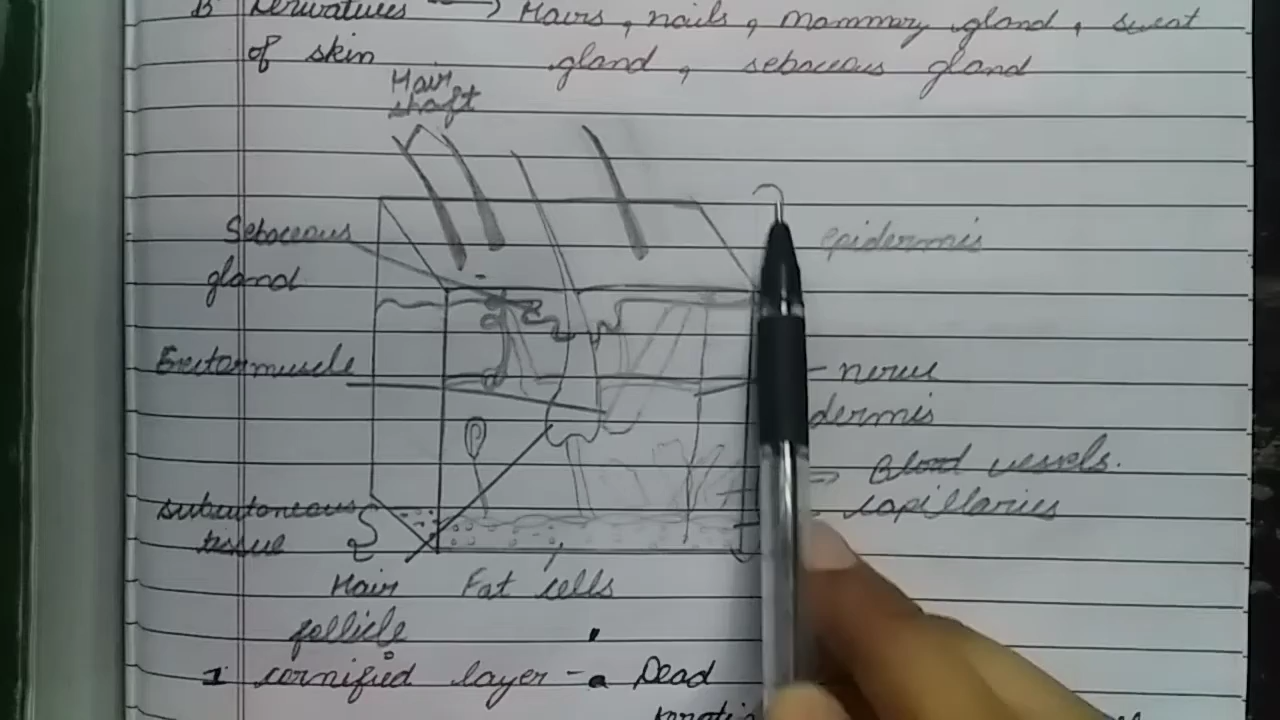 Derivatives → Hairs, nails, mammary gland, sweat
of skin gland, sebaceous gland
Hair
shaft
Sebaceous
gland
epidermis
Erector muscle
nerve
dermis
Blood vessels.
capillaries
subcutaneous
tissue
Hair Fat cells
follicle
1 cornified layer - Dead